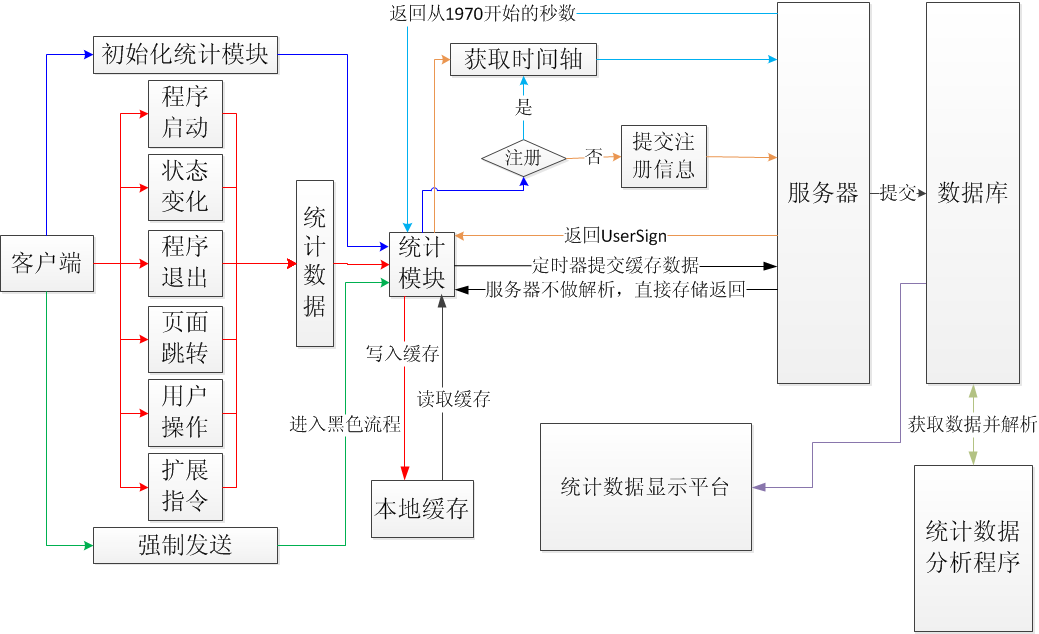 返回从1970开始的秒数
初始化统计模块
获取时间轴
程序
启动
是
注册
否
提交注
册信息
状态
变化
服务器
提交
数据库
统
计
数
据
程序
退出
客户端
统计
模块
返回UserSign
定时器提交缓存数据
服务器不做解析，直接存储返回
页面
跳转
写入缓存
读取缓存
用户
操作
进入黑色流程
获取数据并解析
扩展
指令
本地缓存
统计数据显示平台
统计数据
分析程序
强制发送